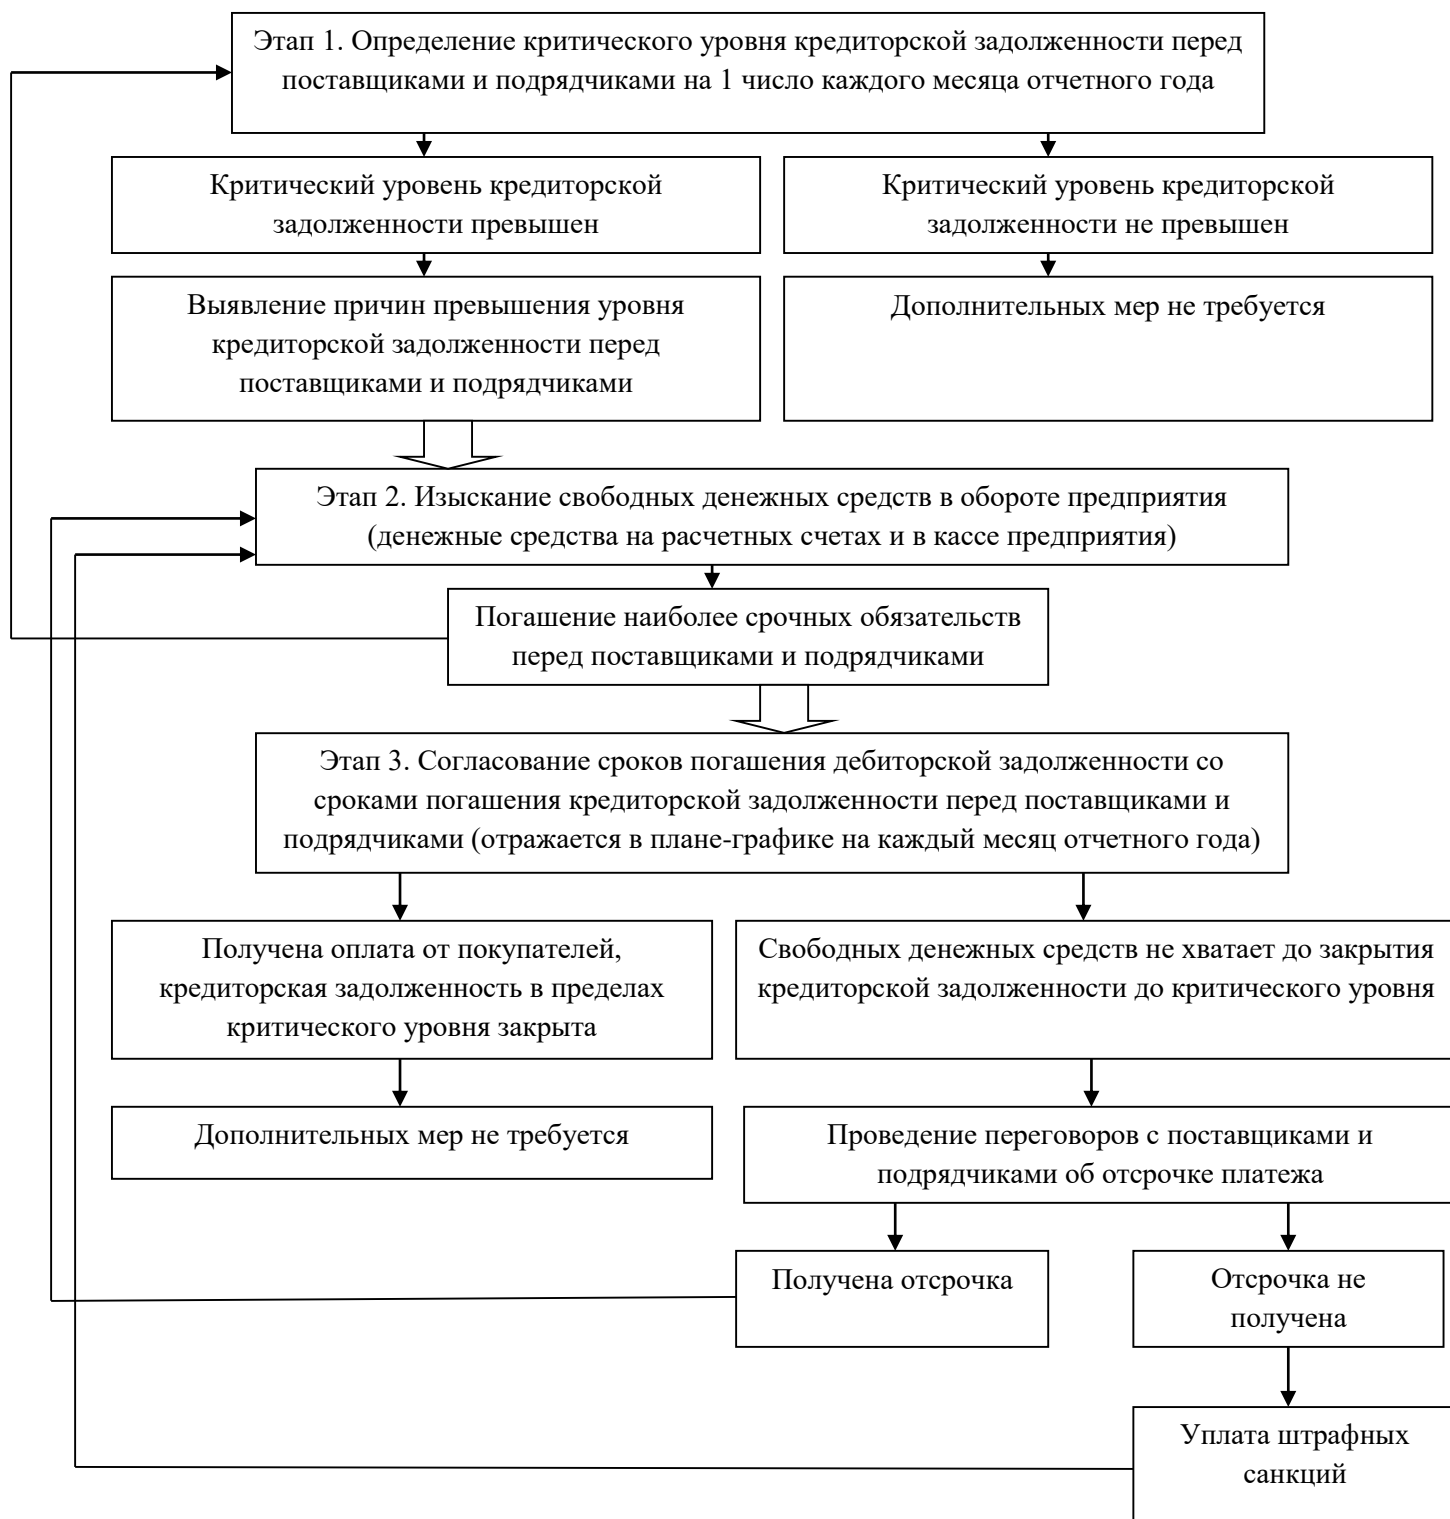 Этап 1. Определение критического уровня кредиторской задолженности перед
поставщиками и подрядчиками на 1 число каждого месяца отчетного года
Критический уровень кредиторской
задолженности превышен
Критический уровень кредиторской
задолженности не превышен
Выявление причин превышения уровня
кредиторской задолженности перед
поставщиками и подрядчиками
Дополнительных мер не требуется
Этап 2. Изыскание свободных денежных средств в обороте предприятия
(денежные средства на расчетных счетах и в кассе предприятия)
Погашение наиболее срочных обязательств
перед поставщиками и подрядчиками
Этап 3. Согласование сроков погашения дебиторской задолженности со
сроками погашения кредиторской задолженности перед поставщиками и
подрядчиками (отражается в плане-графике на каждый месяц отчетного года)
Получена оплата от покупателей,
кредиторская задолженность в пределах
критического уровня закрыта
Свободных денежных средств не хватает до закрытия
кредиторской задолженности до критического уровня
Дополнительных мер не требуется
Проведение переговоров с поставщиками и
подрядчиками об отсрочке платежа
Получена отсрочка
Отсрочка не
получена
Уплата штрафных
санкций